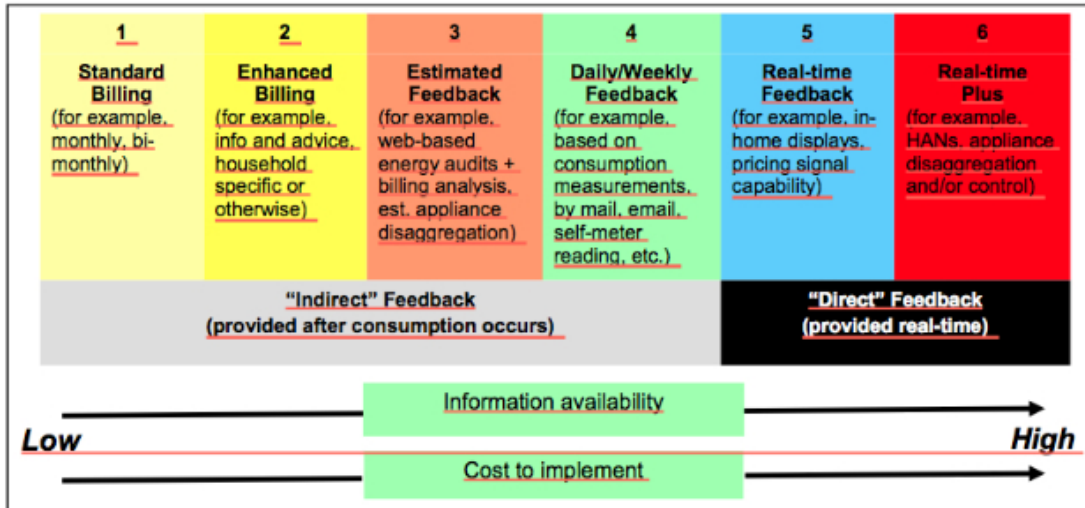 1
Standard
Billing
(for example,
monthly, bi-
monthly)
2
Enhanced
Billing
(for example,
info and advice,
household
specific or
otherwise)
3
Estimated
Feedback
(for example,
web-based
energy audits +
billing analysis,
est. appliance
disaggregation)
4
Daily/Weekly
Feedback
(for example,
based on
consumption
measurements,
by mail, email,
self-meter
reading, etc.)
5
Real-time
Feedback
(for example, in-
home displays,
pricing signal
capability)
6
Real-time
Plus
(for example,
HANs, appliance
disaggregation
and/or control)
“Indirect” Feedback
(provided after consumption occurs)
“Direct” Feedback
(provided real-time)
Information availability
Low
High
Cost to implement